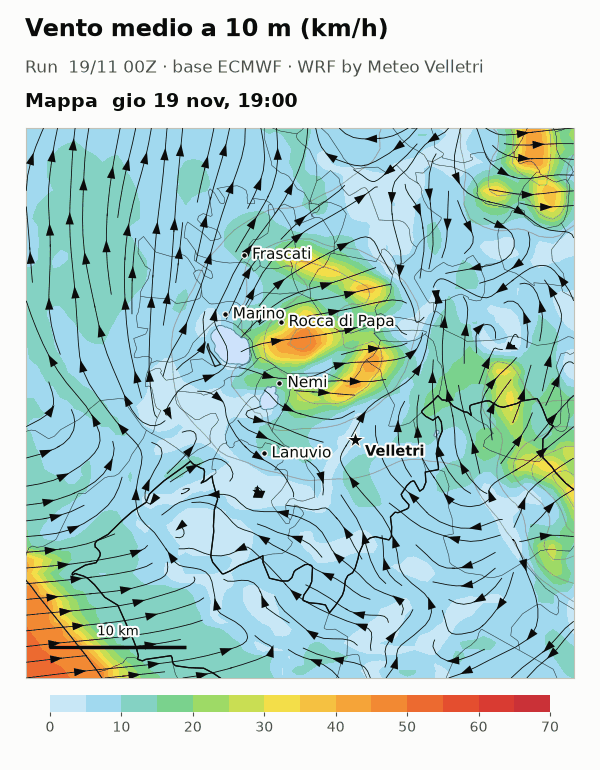 Vento medio a 10 m (km/h)
Run 19/11 00Z · base ECMWF · WRF by Meteo Velletri
Mappa gio 19 nov, 19:00
Frascati
Marino
Rocca di Papa
Nemi
Velletri
Lanuvio
10 km
0 10 20 30 40 50 60 70